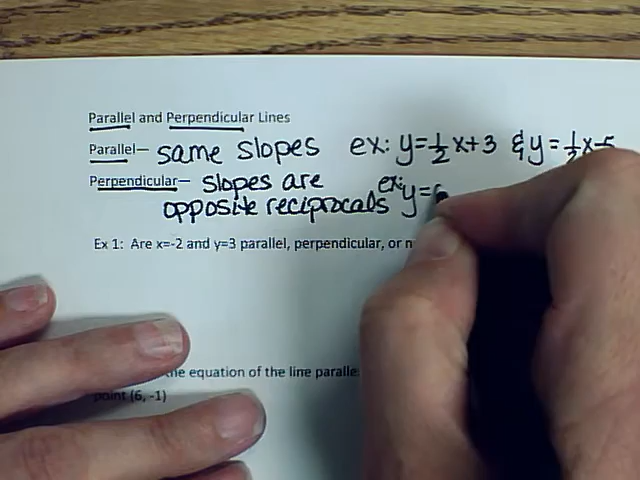 Parallel and Perpendicular Lines
Parallel— same slopes ex: y=1/2x+3 & y=1/2x-5
Perpendicular— slopes are ex: y=
opposite reciprocals
Ex 1: Are x=-2 and y=3 parallel, perpendicular, or
the equation of the line
point (6, -1)